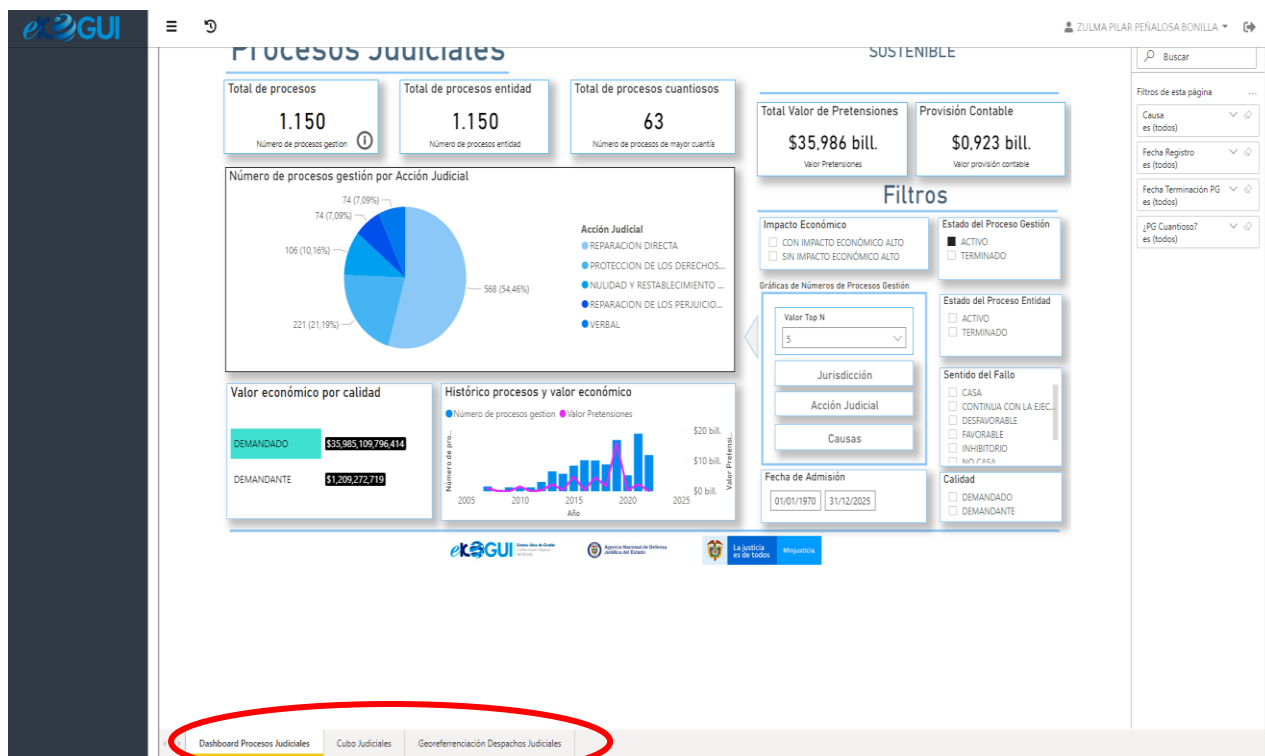 eKOGUI
ZULMA PILAR PEÑALOSA BONILLA
Procesos Judiciales
SOSTENIBLE
Buscar
Filtros de esta página
Causa
es (todos)
Fecha Registro
es (todos)
Fecha Terminación PG
es (todos)
¿PG Cuantioso?
es (todos)
Total de procesos
1.150
Número de procesos gestion
Total de procesos entidad
1.150
Número de procesos entidad
Total de procesos cuantiosos
63
Número de procesos de mayor cuantía
Total Valor de Pretensiones
$35,986 bill.
Valor Pretensiones
Provisión Contable
$0,923 bill.
Valor provisión contable
Número de procesos gestión por Acción Judicial
74 (7,09%)
74 (7,09%)
106 (10,16%)
221 (21,19%)
568 (54,46%)
Acción Judicial
REPARACION DIRECTA
PROTECCION DE LOS DERECHOS...
NULIDAD Y RESTABLECIMIENTO ...
REPARACION DE LOS PERJUICIO...
VERBAL
Filtros
Impacto Económico
CON IMPACTO ECONÓMICO ALTO
SIN IMPACTO ECONÓMICO ALTO
Estado del Proceso Gestión
ACTIVO
TERMINADO
Gráficas de Números de Procesos Gestión
Valor Top N
5
Jurisdicción
Acción Judicial
Causas
Estado del Proceso Entidad
ACTIVO
TERMINADO
Sentido del Fallo
CASA
CONTINUA CON LA EJEC...
DESFAVORABLE
FAVORABLE
INHIBITORIO
NO CASA
Valor económico por calidad
DEMANDADO $35,985,109,796,414
DEMANDANTE $1,209,272,719
Histórico procesos y valor económico
Número de procesos gestion Valor Pretensiones
Número de pro...
$20 bill.
$10 bill.
$0 bill.
Valor Pretensi...
2005 2010 2015 2020 2025
Año
Fecha de Admisión
01/01/1970 31/12/2025
Calidad
DEMANDADO
DEMANDANTE
eKOGUI
Agencia Nacional de Defensa
Jurídica del Estado
La justicia
es de todos
Minjusticia
Dashboard Procesos Judiciales Cubo Judiciales Georeferrenciación Despachos Judiciales